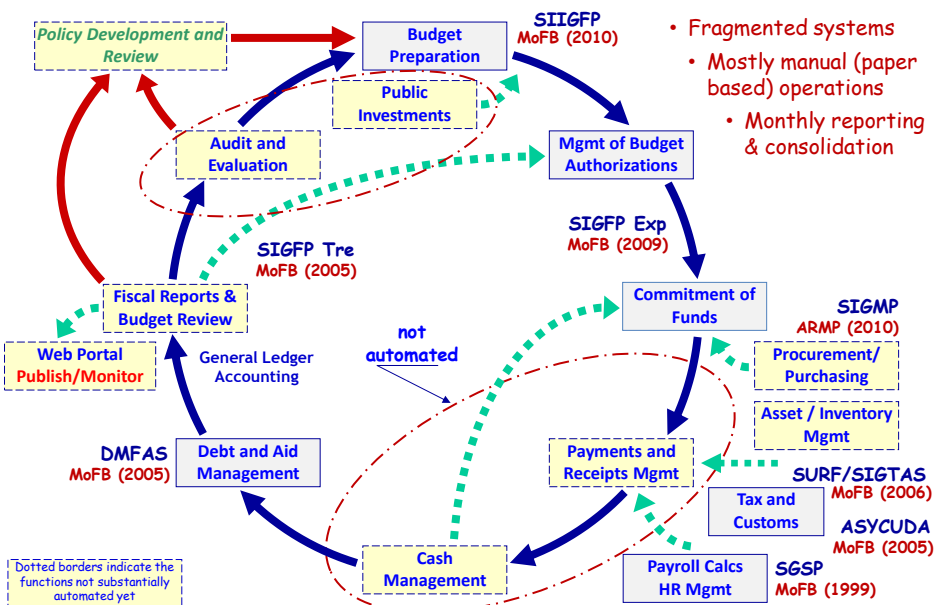 Policy Development and
Review
Budget
Preparation
SIIGFP
MoFB (2010)
• Fragmented systems
• Mostly manual (paper
based) operations
• Monthly reporting
& consolidation
Public
Investments
Audit and
Evaluation
Mgmt of Budget
Authorizations
SIGFP Tre
MoFB (2005)
SIGFP Exp
MoFB (2009)
Fiscal Reports &
Budget Review
Commitment of
Funds
SIGMP
ARMP (2010)
Web Portal
Publish/Monitor
General Ledger
Accounting
not
automated
Procurement/
Purchasing
Asset / Inventory
Mgmt
DMFAS
MoFB (2005)
Debt and Aid
Management
Payments and
Receipts Mgmt
SURF/SIGTAS
MoFB (2006)
Tax and
Customs
ASYCUDA
MoFB (2005)
Cash
Management
Payroll Calcs
HR Mgmt
SGSP
MoFB (1999)
Dotted borders indicate the
functions not substantially
automated yet